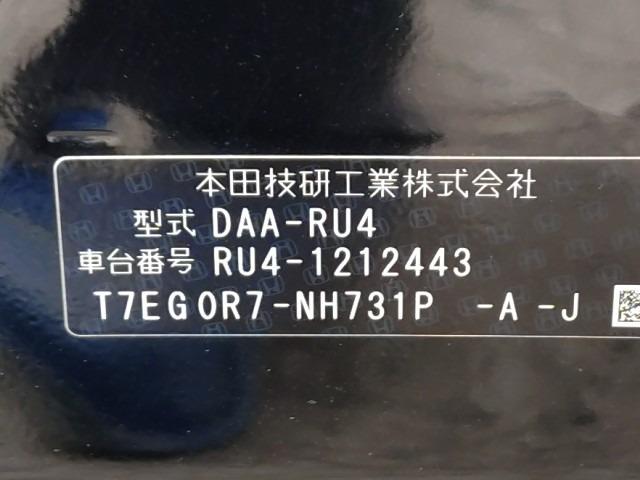 本田技研工業株式会社
型式 DAA-RU4
車台番号 RU4-1212443
T7EG0R7-NH731P -A -J